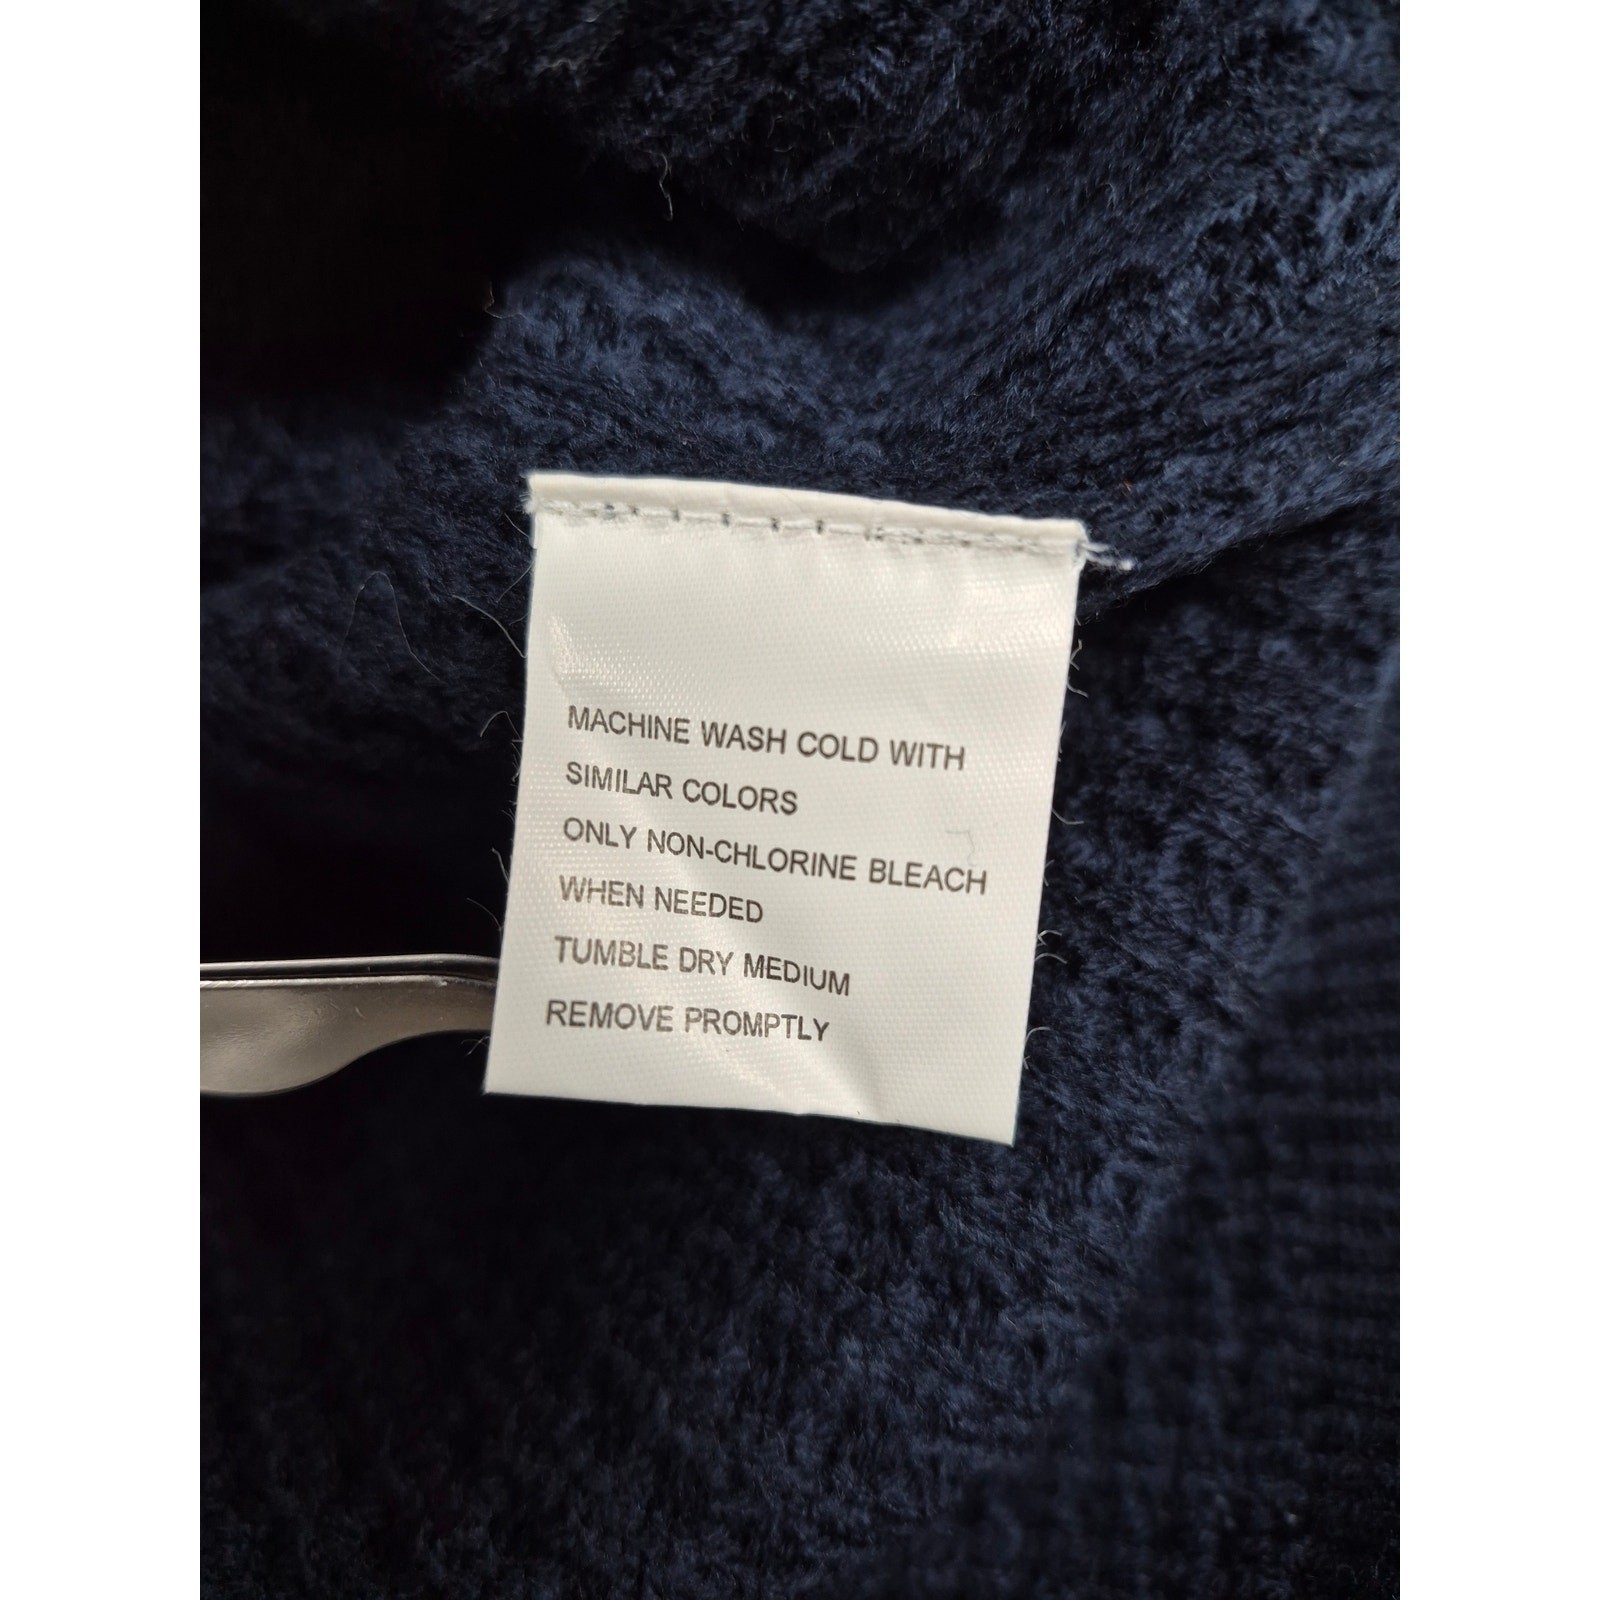 MACHINE WASH COLD WITH
SIMILAR COLORS
ONLY NON-CHLORINE BLEACH
WHEN NEEDED
TUMBLE DRY MEDIUM
REMOVE PROMPTLY